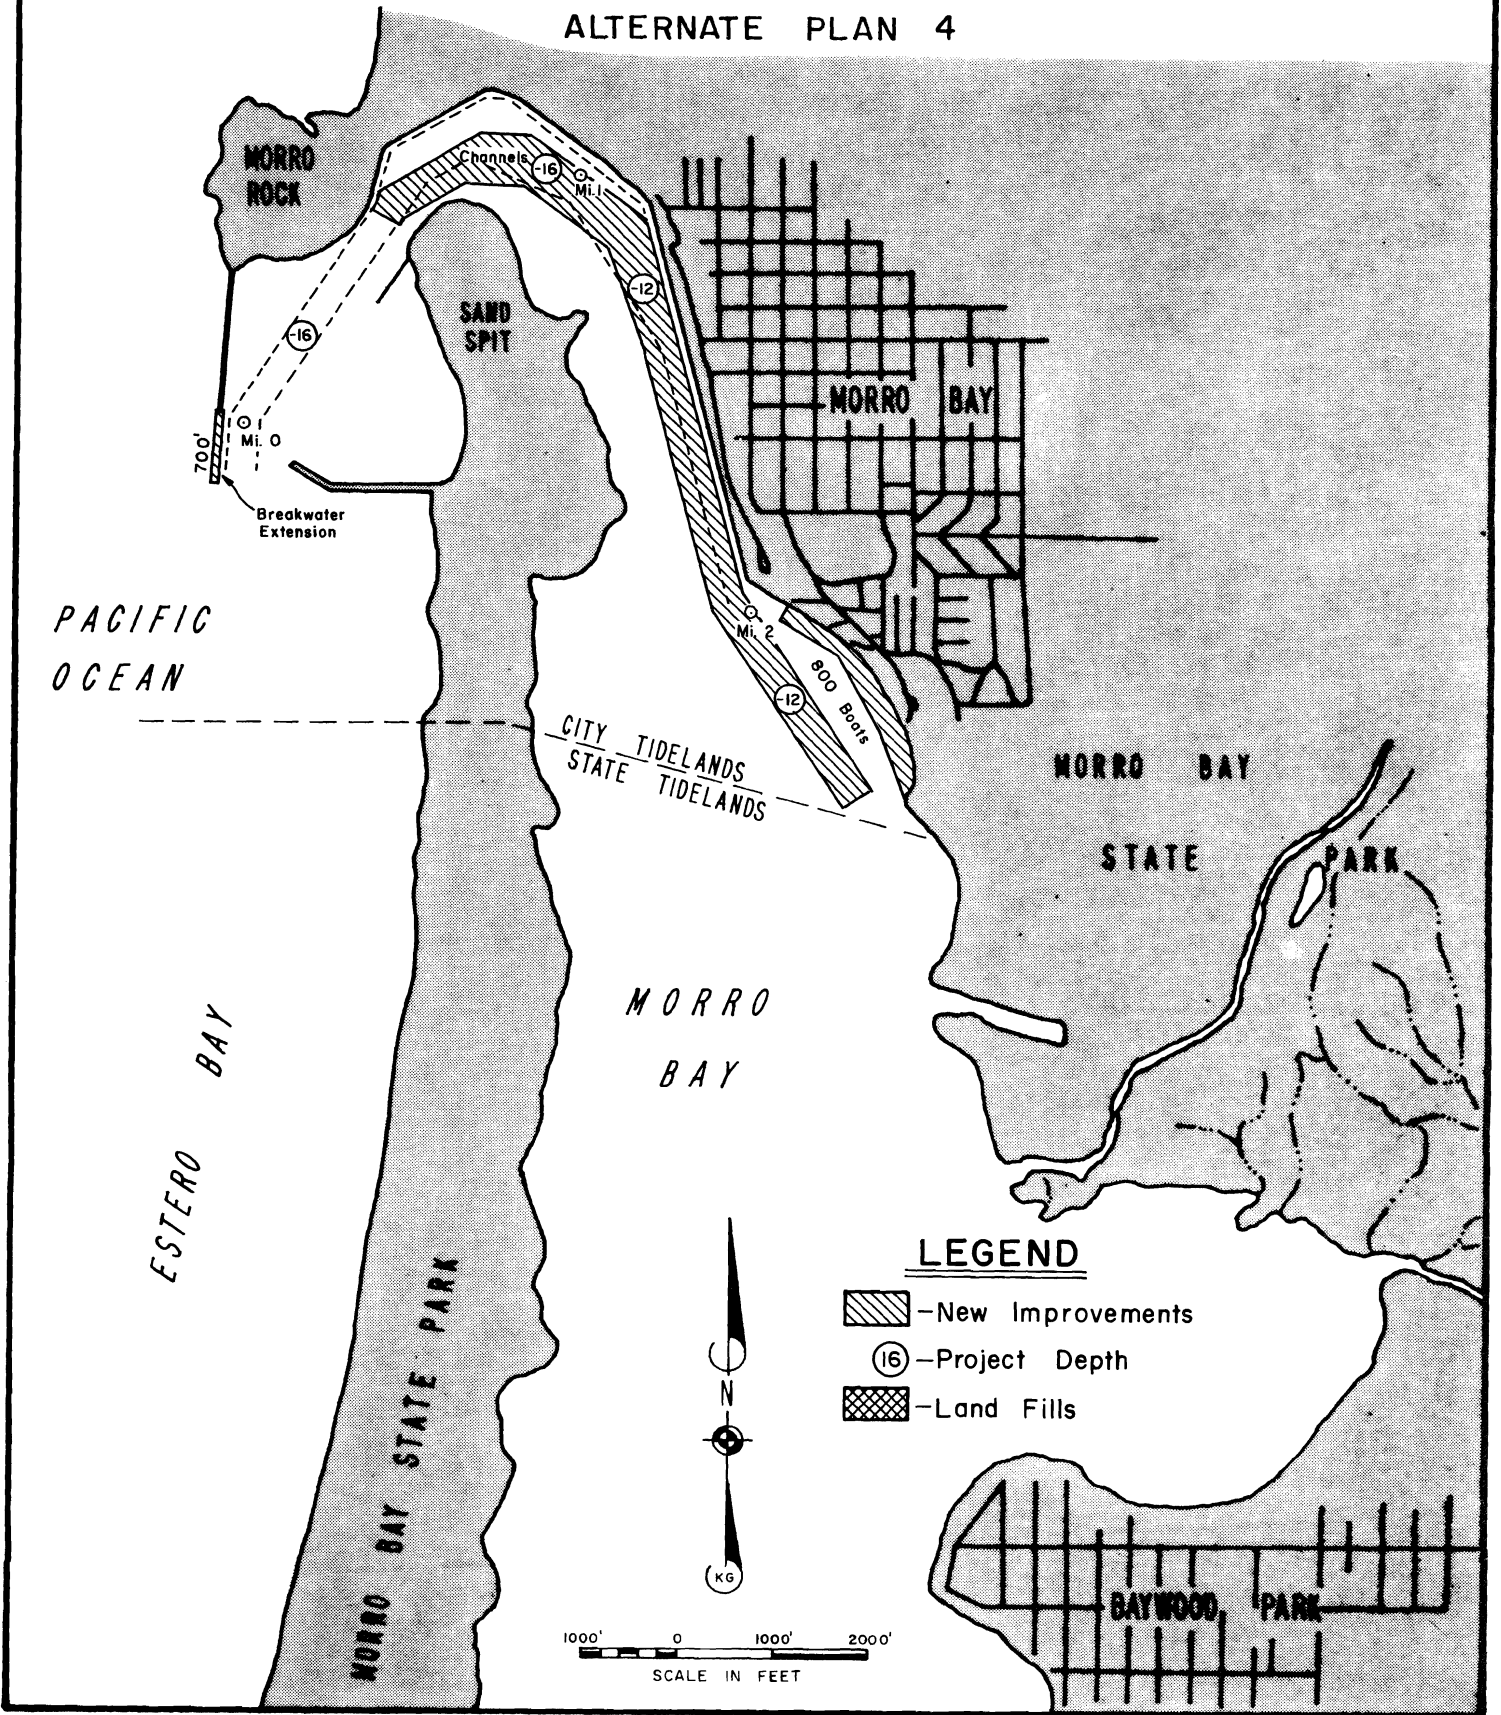 ALTERNATE PLAN 4
MORRO
ROCK
Channels
-16
Mi. 1
-12
SAND
SPIT
-16
MORRO BAY
Mi. 0
700'
Breakwater
Extension
PACIFIC
OCEAN
Mi. 2
800 Boats
-12
CITY TIDELANDS
STATE TIDELANDS
MORRO BAY
STATE PARK
MORRO
BAY
ESTERO BAY
MORRO BAY STATE PARK
LEGEND
-New Improvements
16 -Project Depth
-Land Fills
N
KG
BAYWOOD PARK
1000' 0 1000' 2000'
SCALE IN FEET